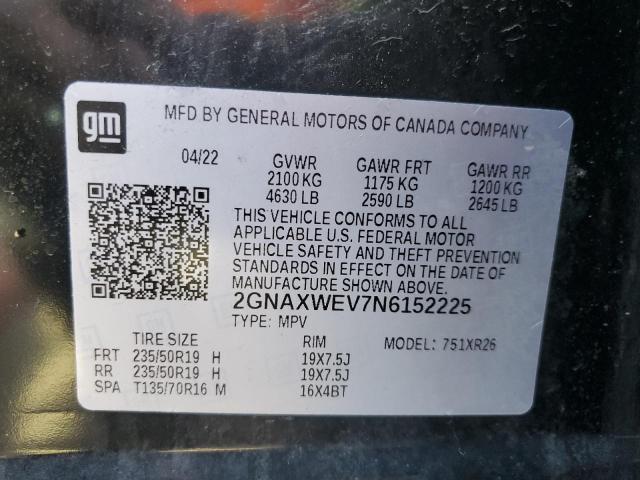 gm
MFD BY GENERAL MOTORS OF CANADA COMPANY
04/22 GVWR GAWR FRT GAWR RR
2100 KG 1175 KG 1200 KG
4630 LB 2590 LB 2645 LB
THIS VEHICLE CONFORMS TO ALL
APPLICABLE U.S. FEDERAL MOTOR
VEHICLE SAFETY AND THEFT PREVENTION
STANDARDS IN EFFECT ON THE DATE OF
MANUFACTURE SHOWN ABOVE.
2GNAXWEV7N6152225
TYPE: MPV MODEL: 751XR26
TIRE SIZE RIM
FRT 235/50R19 H 19X7.5J
RR 235/50R19 H 19X7.5J
SPA T135/70R16 M 16X4BT